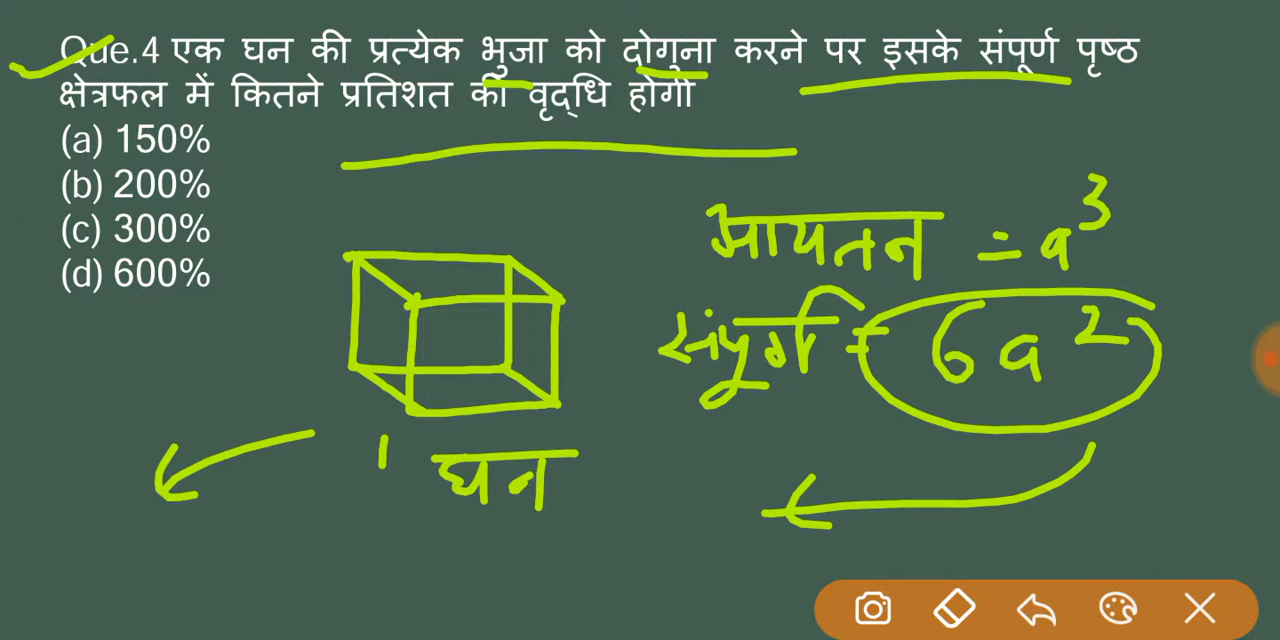 Que.4 एक घन की प्रत्येक भुजा को दोगुना करने पर इसके संपूर्ण पृष्ठ
क्षेत्रफल में कितने प्रतिशत की वृद्धि होगी
(a) 150%
(b) 200%
(c) 300%
(d) 600%
आयतन = a³
संपूर्ण = 6a²
घन